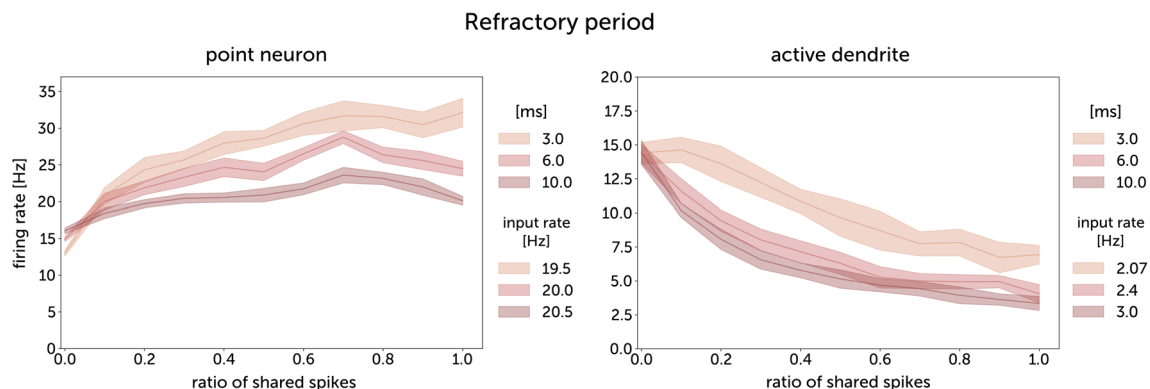 Refractory period
point neuron
firing rate [Hz]
35
30
25
20
15
10
5
0
0.0 0.2 0.4 0.6 0.8 1.0
ratio of shared spikes
[ms]
3.0
6.0
10.0
input rate
[Hz]
19.5
20.0
20.5
active dendrite
20.0
17.5
15.0
12.5
10.0
7.5
5.0
2.5
0.0
0.0 0.2 0.4 0.6 0.8 1.0
ratio of shared spikes
[ms]
3.0
6.0
10.0
input rate
[Hz]
2.07
2.4
3.0